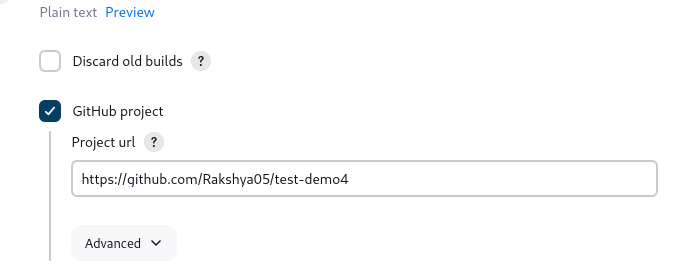 Plain text Preview
Discard old builds ?
GitHub project
Project url ?
https://github.com/Rakshya05/test-demo4
Advanced